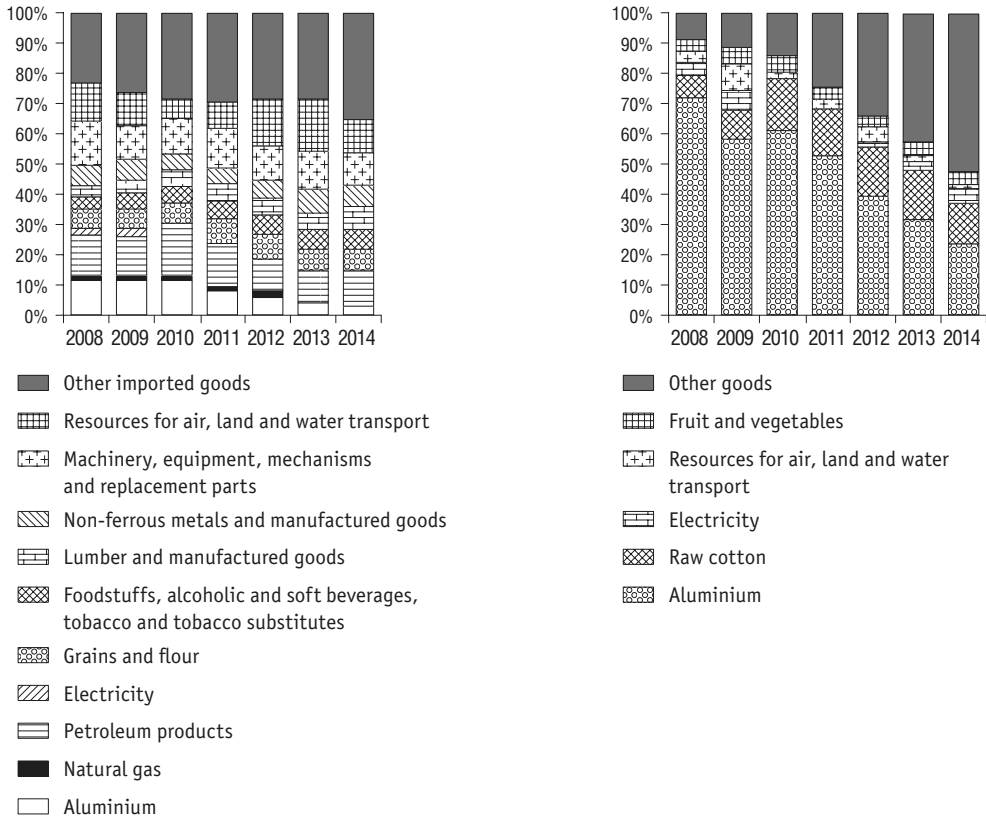 100%
90%
80%
70%
60%
50%
40%
30%
20%
10%
0%
2008 2009 2010 2011 2012 2013 2014
Other imported goods
Resources for air, land and water transport
Machinery, equipment, mechanisms
and replacement parts
Non-ferrous metals and manufactured goods
Lumber and manufactured goods
Foodstuffs, alcoholic and soft beverages,
tobacco and tobacco substitutes
Grains and flour
Electricity
Petroleum products
Natural gas
Aluminium
100%
90%
80%
70%
60%
50%
40%
30%
20%
10%
0%
2008 2009 2010 2011 2012 2013 2014
Other goods
Fruit and vegetables
Resources for air, land and water
transport
Electricity
Raw cotton
Aluminium